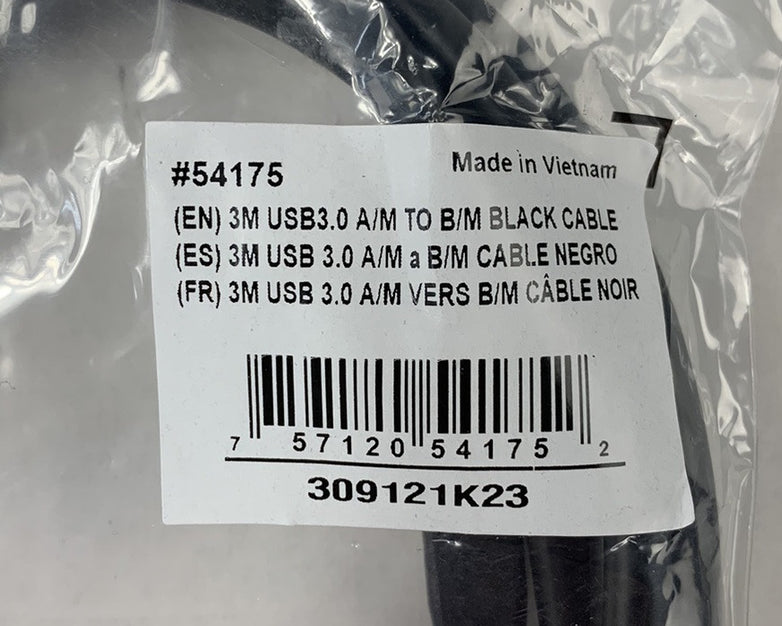 #54175
Made in Vietnam
(EN) 3M USB3.0 A/M TO B/M BLACK CABLE
(ES) 3M USB 3.0 A/M a B/M CABLE NEGRO
(FR) 3M USB 3.0 A/M VERS B/M CÂBLE NOIR
7 57120 54175 2
309121K23